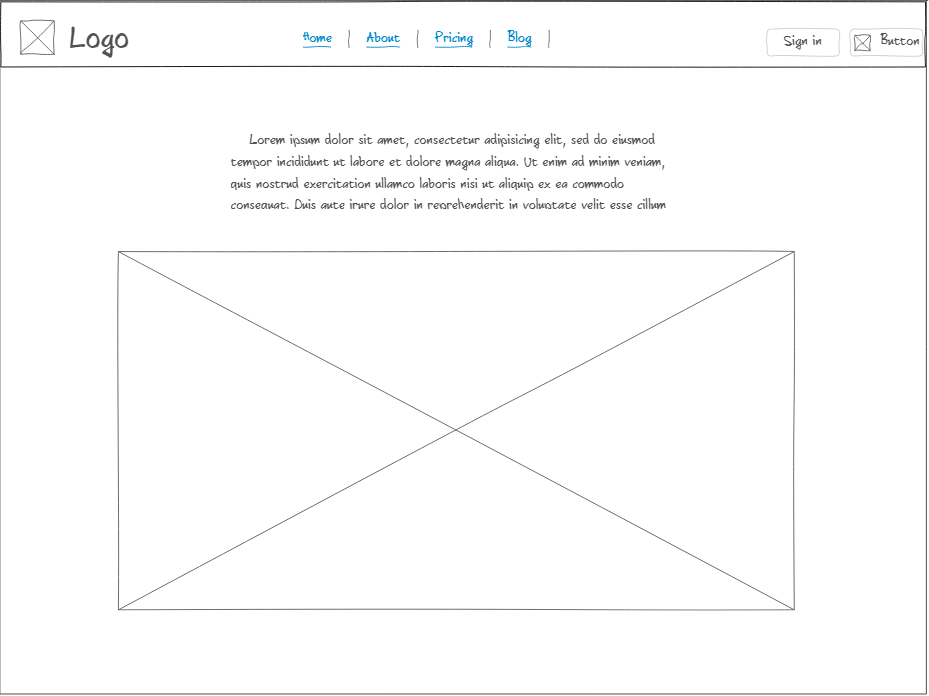 Logo
Home | About | Pricing | Blog |
Sign in
Button
Lorem ipsum dolor sit amet, consectetur adipisicing elit, sed do eiusmod
tempor incididunt ut labore et dolore magna aliqua. Ut enim ad minim veniam,
quis nostrud exercitation ullamco laboris nisi ut aliquip ex ea commodo
consequat. Duis aute irure dolor in reprehenderit in voluptate velit esse cillum